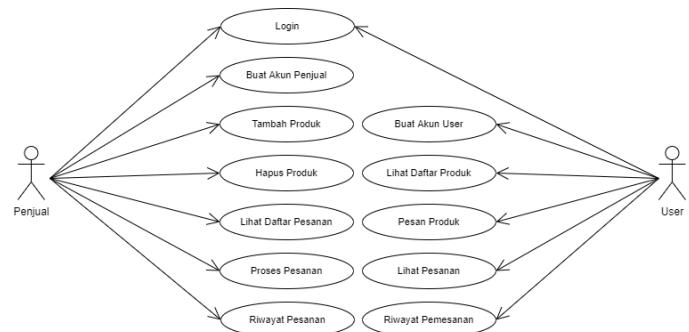 Login
Buat Akun Penjual
Tambah Produk
Buat Akun User
Hapus Produk
Lihat Daftar Produk
Penjual
User
Lihat Daftar Pesanan
Pesan Produk
Proses Pesanan
Lihat Pesanan
Riwayat Pesanan
Riwayat Pemesanan